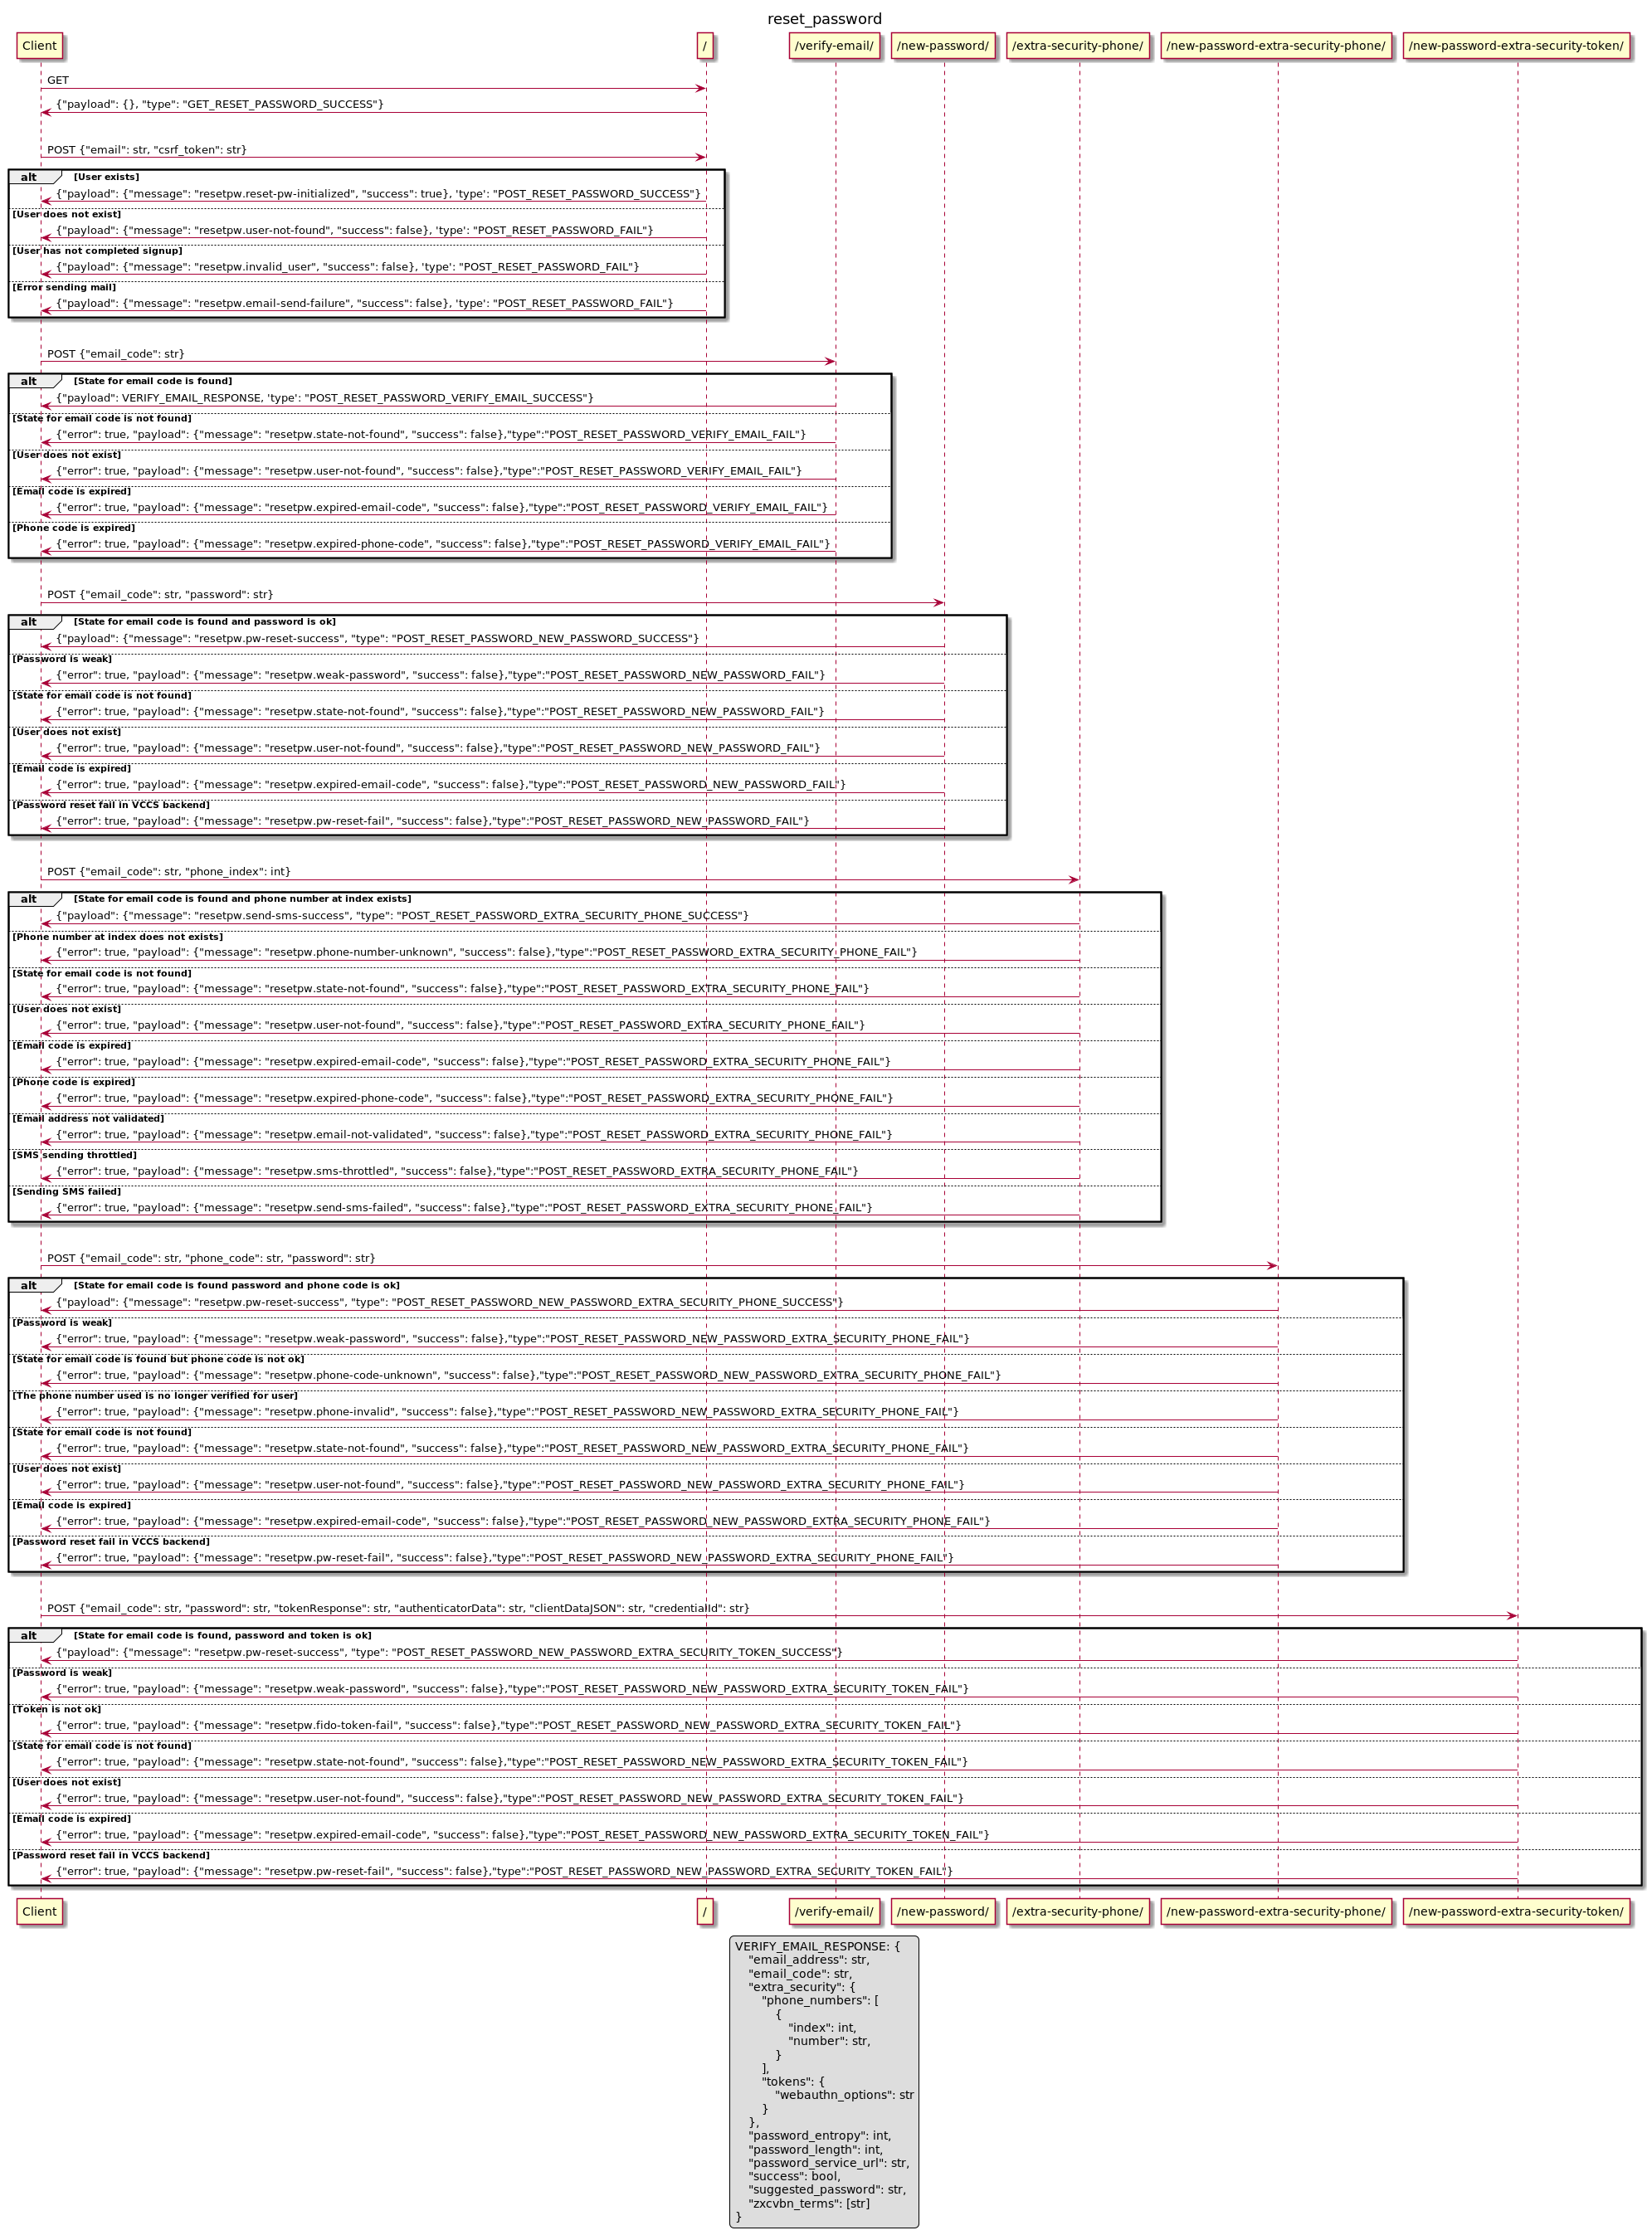 reset_password
Client
/
/verify-email/
/new-password/
/extra-security-phone/
/new-password-extra-security-phone/
/new-password-extra-security-token/
GET
{"payload": {}, "type": "GET_RESET_PASSWORD_SUCCESS"}
POST {"email": str, "csrf_token": str}
alt [User exists]
{"payload": {"message": "resetpw.reset-pw-initialized", "success": true}, 'type': "POST_RESET_PASSWORD_SUCCESS"}
[User does not exist]
{"payload": {"message": "resetpw.user-not-found", "success": false}, 'type': "POST_RESET_PASSWORD_FAIL"}
[User has not completed signup]
{"payload": {"message": "resetpw.invalid_user", "success": false}, 'type': "POST_RESET_PASSWORD_FAIL"}
[Error sending mail]
{"payload": {"message": "resetpw.email-send-failure", "success": false}, 'type': "POST_RESET_PASSWORD_FAIL"}
POST {"email_code": str}
alt [State for email code is found]
{"payload": VERIFY_EMAIL_RESPONSE, 'type': "POST_RESET_PASSWORD_VERIFY_EMAIL_SUCCESS"}
[State for email code is not found]
{"error": true, "payload": {"message": "resetpw.state-not-found", "success": false},"type":"POST_RESET_PASSWORD_VERIFY_EMAIL_FAIL"}
[User does not exist]
{"error": true, "payload": {"message": "resetpw.user-not-found", "success": false},"type":"POST_RESET_PASSWORD_VERIFY_EMAIL_FAIL"}
[Email code is expired]
{"error": true, "payload": {"message": "resetpw.expired-email-code", "success": false},"type":"POST_RESET_PASSWORD_VERIFY_EMAIL_FAIL"}
[Phone code is expired]
{"error": true, "payload": {"message": "resetpw.expired-phone-code", "success": false},"type":"POST_RESET_PASSWORD_VERIFY_EMAIL_FAIL"}
POST {"email_code": str, "password": str}
alt [State for email code is found and password is ok]
{"payload": {"message": "resetpw.pw-reset-success", "type": "POST_RESET_PASSWORD_NEW_PASSWORD_SUCCESS"}
[Password is weak]
{"error": true, "payload": {"message": "resetpw.weak-password", "success": false},"type":"POST_RESET_PASSWORD_NEW_PASSWORD_FAIL"}
[State for email code is not found]
{"error": true, "payload": {"message": "resetpw.state-not-found", "success": false},"type":"POST_RESET_PASSWORD_NEW_PASSWORD_FAIL"}
[User does not exist]
{"error": true, "payload": {"message": "resetpw.user-not-found", "success": false},"type":"POST_RESET_PASSWORD_NEW_PASSWORD_FAIL"}
[Email code is expired]
{"error": true, "payload": {"message": "resetpw.expired-email-code", "success": false},"type":"POST_RESET_PASSWORD_NEW_PASSWORD_FAIL"}
[Password reset fail in VCCS backend]
{"error": true, "payload": {"message": "resetpw.pw-reset-fail", "success": false},"type":"POST_RESET_PASSWORD_NEW_PASSWORD_FAIL"}
POST {"email_code": str, "phone_index": int}
alt [State for email code is found and phone number at index exists]
{"payload": {"message": "resetpw.send-sms-success", "type": "POST_RESET_PASSWORD_EXTRA_SECURITY_PHONE_SUCCESS"}
[Phone number at index does not exists]
{"error": true, "payload": {"message": "resetpw.phone-number-unknown", "success": false},"type":"POST_RESET_PASSWORD_EXTRA_SECURITY_PHONE_FAIL"}
[State for email code is not found]
{"error": true, "payload": {"message": "resetpw.state-not-found", "success": false},"type":"POST_RESET_PASSWORD_EXTRA_SECURITY_PHONE_FAIL"}
[User does not exist]
{"error": true, "payload": {"message": "resetpw.user-not-found", "success": false},"type":"POST_RESET_PASSWORD_EXTRA_SECURITY_PHONE_FAIL"}
[Email code is expired]
{"error": true, "payload": {"message": "resetpw.expired-email-code", "success": false},"type":"POST_RESET_PASSWORD_EXTRA_SECURITY_PHONE_FAIL"}
[Phone code is expired]
{"error": true, "payload": {"message": "resetpw.expired-phone-code", "success": false},"type":"POST_RESET_PASSWORD_EXTRA_SECURITY_PHONE_FAIL"}
[Email address not validated]
{"error": true, "payload": {"message": "resetpw.email-not-validated", "success": false},"type":"POST_RESET_PASSWORD_EXTRA_SECURITY_PHONE_FAIL"}
[SMS sending throttled]
{"error": true, "payload": {"message": "resetpw.sms-throttled", "success": false},"type":"POST_RESET_PASSWORD_EXTRA_SECURITY_PHONE_FAIL"}
[Sending SMS failed]
{"error": true, "payload": {"message": "resetpw.send-sms-failed", "success": false},"type":"POST_RESET_PASSWORD_EXTRA_SECURITY_PHONE_FAIL"}
POST {"email_code": str, "phone_code": str, "password": str}
alt [State for email code is found password and phone code is ok]
{"payload": {"message": "resetpw.pw-reset-success", "type": "POST_RESET_PASSWORD_NEW_PASSWORD_EXTRA_SECURITY_PHONE_SUCCESS"}
[Password is weak]
{"error": true, "payload": {"message": "resetpw.weak-password", "success": false},"type":"POST_RESET_PASSWORD_NEW_PASSWORD_EXTRA_SECURITY_PHONE_FAIL"}
[State for email code is found but phone code is not ok]
{"error": true, "payload": {"message": "resetpw.phone-code-unknown", "success": false},"type":"POST_RESET_PASSWORD_NEW_PASSWORD_EXTRA_SECURITY_PHONE_FAIL"}
[The phone number used is no longer verified for user]
{"error": true, "payload": {"message": "resetpw.phone-invalid", "success": false},"type":"POST_RESET_PASSWORD_NEW_PASSWORD_EXTRA_SECURITY_PHONE_FAIL"}
[State for email code is not found]
{"error": true, "payload": {"message": "resetpw.state-not-found", "success": false},"type":"POST_RESET_PASSWORD_NEW_PASSWORD_EXTRA_SECURITY_PHONE_FAIL"}
[User does not exist]
{"error": true, "payload": {"message": "resetpw.user-not-found", "success": false},"type":"POST_RESET_PASSWORD_NEW_PASSWORD_EXTRA_SECURITY_PHONE_FAIL"}
[Email code is expired]
{"error": true, "payload": {"message": "resetpw.expired-email-code", "success": false},"type":"POST_RESET_PASSWORD_NEW_PASSWORD_EXTRA_SECURITY_PHONE_FAIL"}
[Password reset fail in VCCS backend]
{"error": true, "payload": {"message": "resetpw.pw-reset-fail", "success": false},"type":"POST_RESET_PASSWORD_NEW_PASSWORD_EXTRA_SECURITY_PHONE_FAIL"}
POST {"email_code": str, "password": str, "tokenResponse": str, "authenticatorData": str, "clientDataJSON": str, "credentialId": str}
alt [State for email code is found, password and token is ok]
{"payload": {"message": "resetpw.pw-reset-success", "type": "POST_RESET_PASSWORD_NEW_PASSWORD_EXTRA_SECURITY_TOKEN_SUCCESS"}
[Password is weak]
{"error": true, "payload": {"message": "resetpw.weak-password", "success": false},"type":"POST_RESET_PASSWORD_NEW_PASSWORD_EXTRA_SECURITY_TOKEN_FAIL"}
[Token is not ok]
{"error": true, "payload": {"message": "resetpw.fido-token-fail", "success": false},"type":"POST_RESET_PASSWORD_NEW_PASSWORD_EXTRA_SECURITY_TOKEN_FAIL"}
[State for email code is not found]
{"error": true, "payload": {"message": "resetpw.state-not-found", "success": false},"type":"POST_RESET_PASSWORD_NEW_PASSWORD_EXTRA_SECURITY_TOKEN_FAIL"}
[User does not exist]
{"error": true, "payload": {"message": "resetpw.user-not-found", "success": false},"type":"POST_RESET_PASSWORD_NEW_PASSWORD_EXTRA_SECURITY_TOKEN_FAIL"}
[Email code is expired]
{"error": true, "payload": {"message": "resetpw.expired-email-code", "success": false},"type":"POST_RESET_PASSWORD_NEW_PASSWORD_EXTRA_SECURITY_TOKEN_FAIL"}
[Password reset fail in VCCS backend]
{"error": true, "payload": {"message": "resetpw.pw-reset-fail", "success": false},"type":"POST_RESET_PASSWORD_NEW_PASSWORD_EXTRA_SECURITY_TOKEN_FAIL"}
Client
/
/verify-email/
/new-password/
/extra-security-phone/
/new-password-extra-security-phone/
/new-password-extra-security-token/
VERIFY_EMAIL_RESPONSE: {
"email_address": str,
"email_code": str,
"extra_security": {
"phone_numbers": [
{
"index": int,
"number": str,
}
],
"tokens": {
"webauthn_options": str
}
},
"password_entropy": int,
"password_length": int,
"password_service_url": str,
"success": bool,
"suggested_password": str,
"zxcvbn_terms": [str]
}